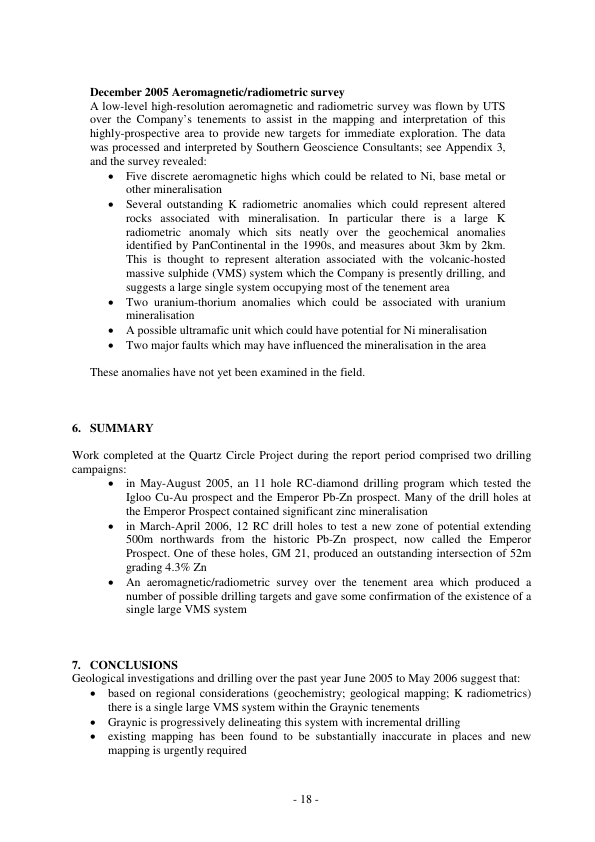 December 2005 Aeromagnetic/radiometric survey
A low-level high-resolution aeromagnetic and radiometric survey was flown by UTS
over the Company's tenements to assist in the mapping and interpretation of this
highly-prospective area to provide new targets for immediate exploration. The data
was processed and interpreted by Southern Geoscience Consultants; see Appendix 3,
and the survey revealed:
• Five discrete aeromagnetic highs which could be related to Ni, base metal or
other mineralisation
• Several outstanding K radiometric anomalies which could represent altered
rocks associated with mineralisation. In particular there is a large K
radiometric anomaly which sits neatly over the geochemical anomalies
identified by PanContinental in the 1990s, and measures about 3km by 2km.
This is thought to represent alteration associated with the volcanic-hosted
massive sulphide (VMS) system which the Company is presently drilling, and
suggests a large single system occupying most of the tenement area
• Two uranium-thorium anomalies which could be associated with uranium
mineralisation
• A possible ultramafic unit which could have potential for Ni mineralisation
• Two major faults which may have influenced the mineralisation in the area
These anomalies have not yet been examined in the field.
6. SUMMARY
Work completed at the Quartz Circle Project during the report period comprised two drilling
campaigns:
• in May-August 2005, an 11 hole RC-diamond drilling program which tested the
Igloo Cu-Au prospect and the Emperor Pb-Zn prospect. Many of the drill holes at
the Emperor Prospect contained significant zinc mineralisation
• in March-April 2006, 12 RC drill holes to test a new zone of potential extending
500m northwards from the historic Pb-Zn prospect, now called the Emperor
Prospect. One of these holes, GM 21, produced an outstanding intersection of 52m
grading 4.3% Zn
• An aeromagnetic/radiometric survey over the tenement area which produced a
number of possible drilling targets and gave some confirmation of the existence of a
single large VMS system
7. CONCLUSIONS
Geological investigations and drilling over the past year June 2005 to May 2006 suggest that:
• based on regional considerations (geochemistry; geological mapping; K radiometrics)
there is a single large VMS system within the Graynic tenements
• Graynic is progressively delineating this system with incremental drilling
• existing mapping has been found to be substantially inaccurate in places and new
mapping is urgently required
- 18 -